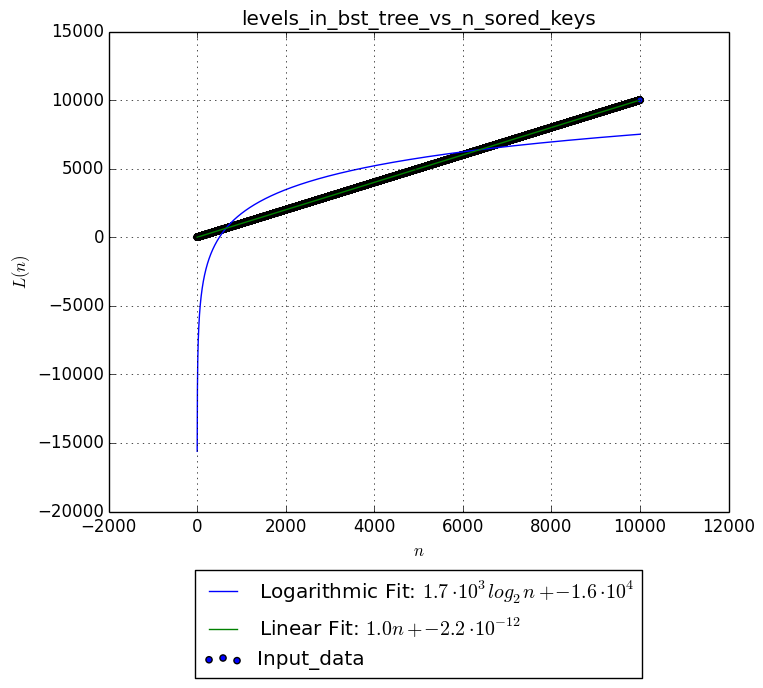 levels_in_bst_tree_vs_n_sored_keys
15000
10000
5000
0
−5000
−10000
−15000
−20000
L(n)
−2000 0 2000 4000 6000 8000 10000 12000
n
Logarithmic Fit: 1.7·10³log₂n+−1.6·10⁴
Linear Fit: 1.0n+−2.2·10⁻¹²
Input_data